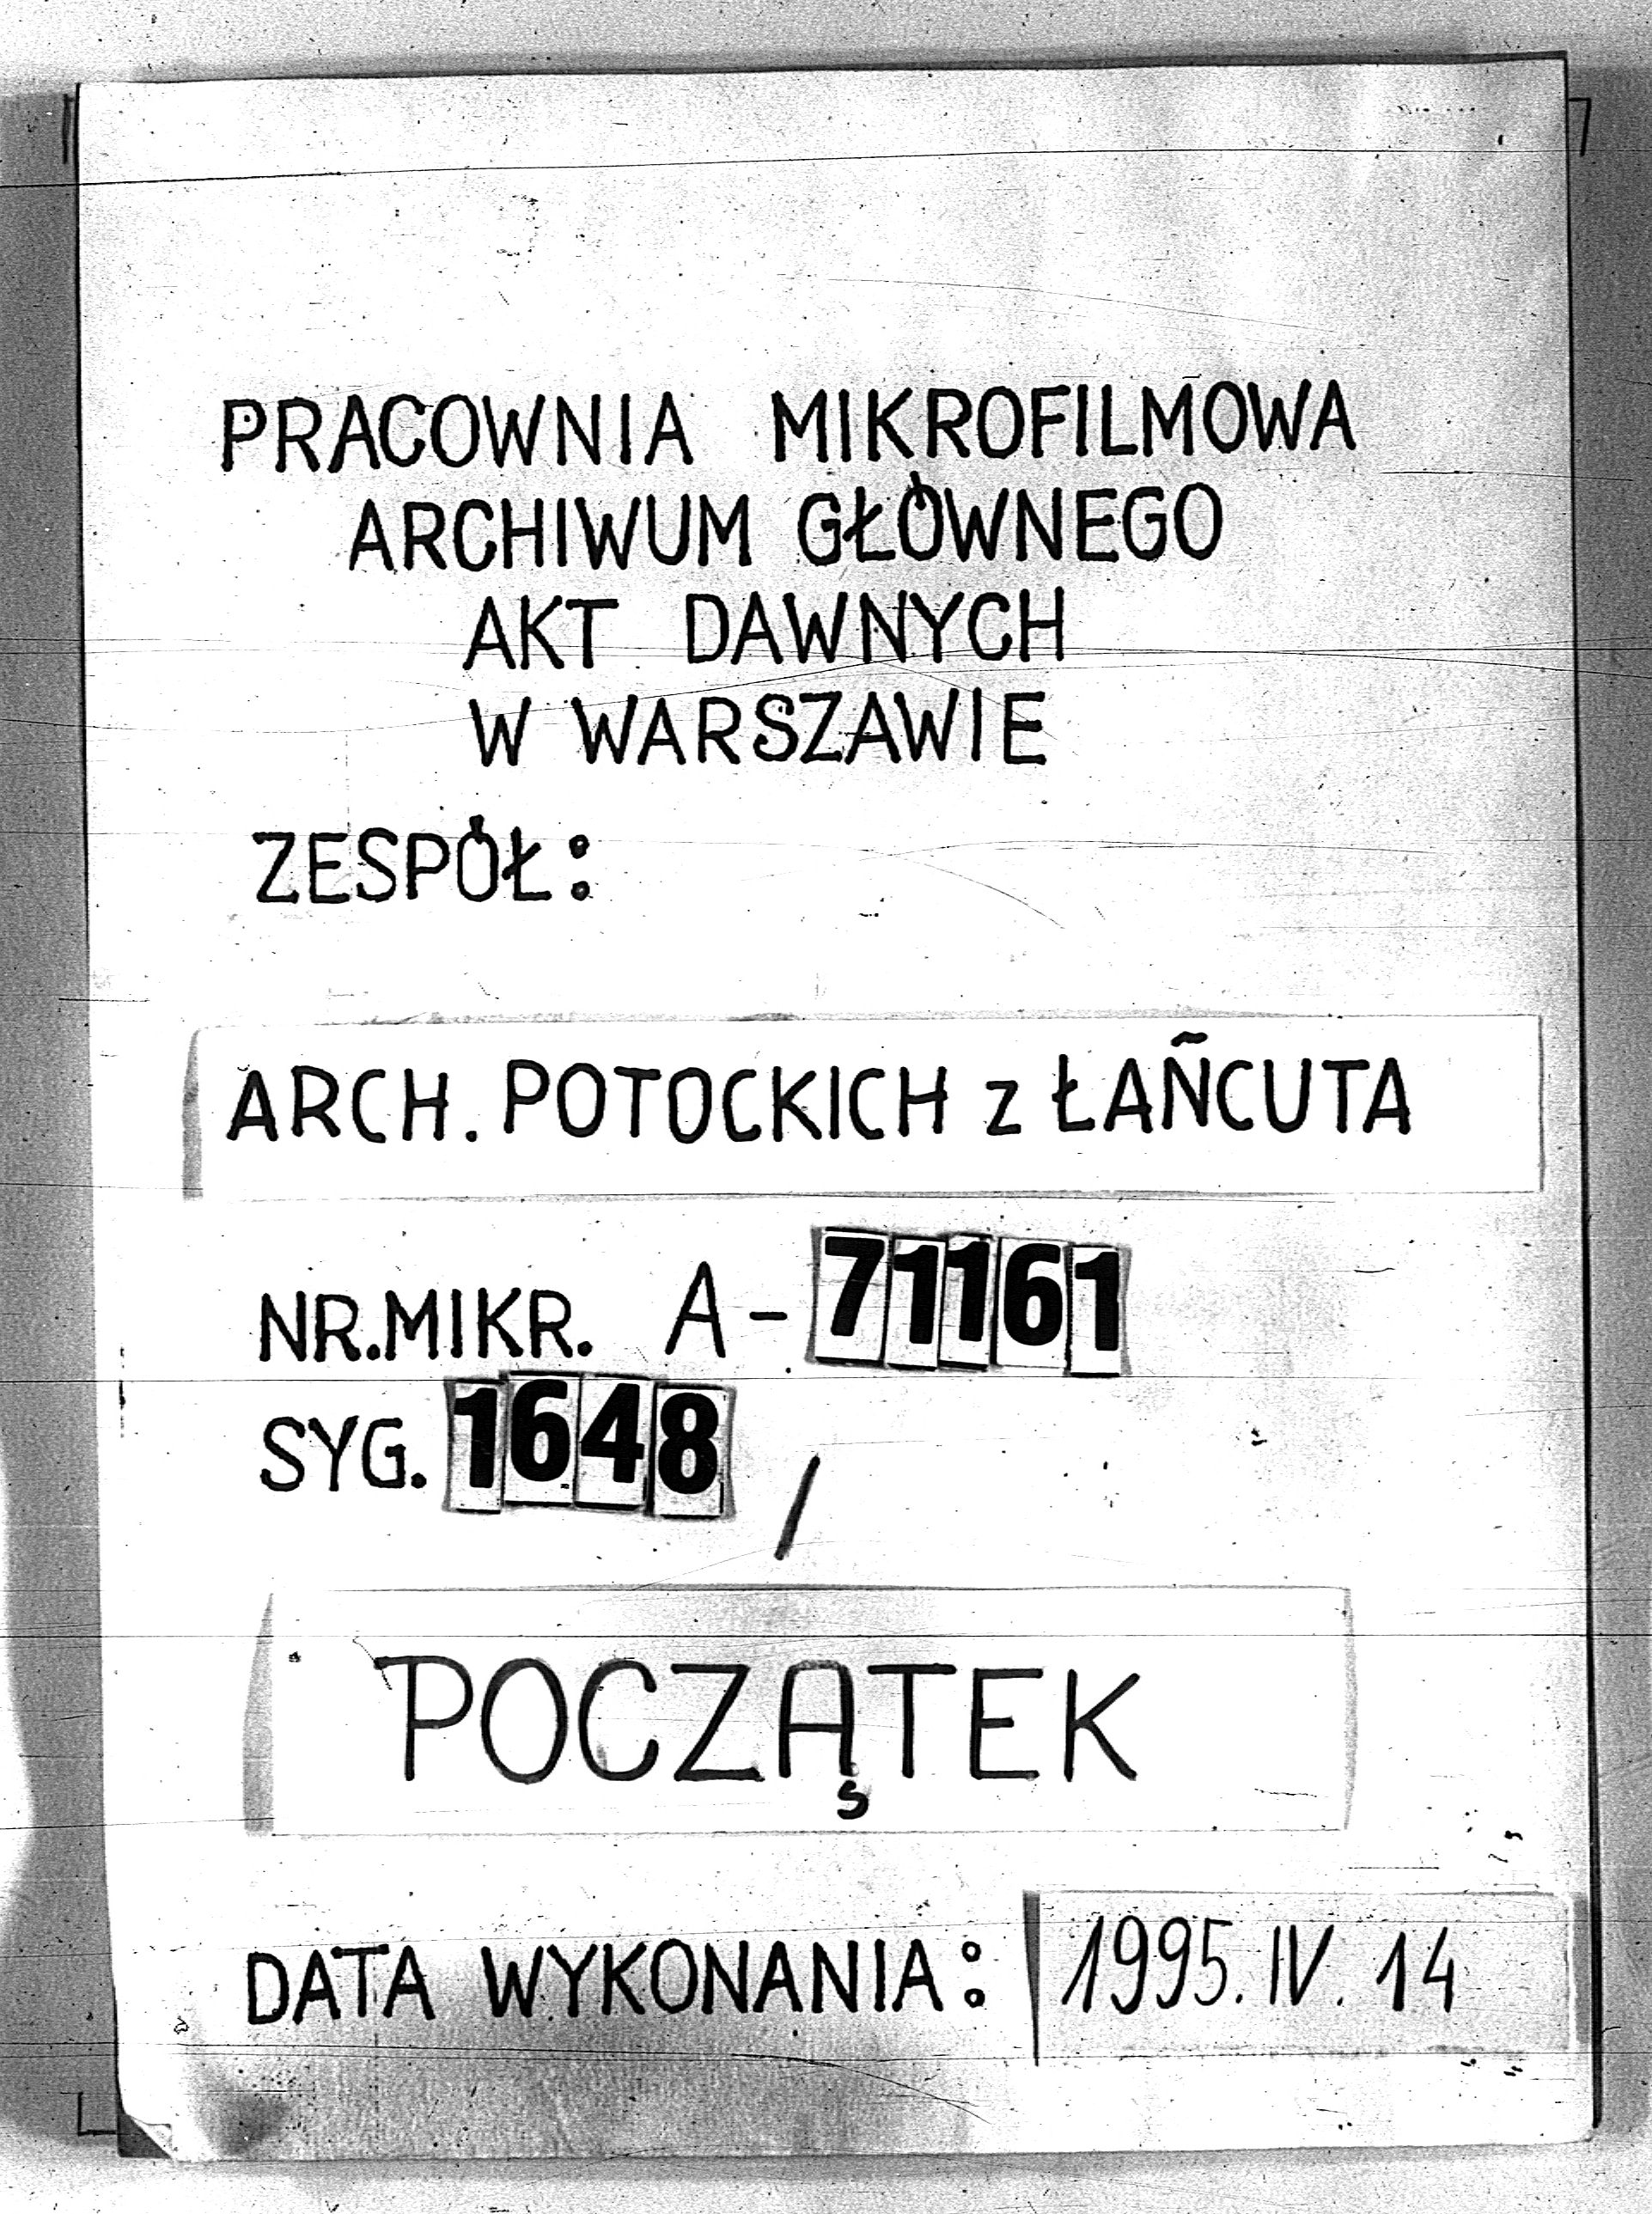 PRACOWNIA MIKROFILMOWA
ARCHIWUM GŁÓWNEGO
AKT DAWNYCH
W WARSZAWIE
ZESPÓŁ:
ARCH. POTOCKICH z ŁAŃCUTA
NR.MIKR. A-71161
SYG. 1648 /
POCZĄTEK
DATA WYKONANIA: 1995. IV. 14